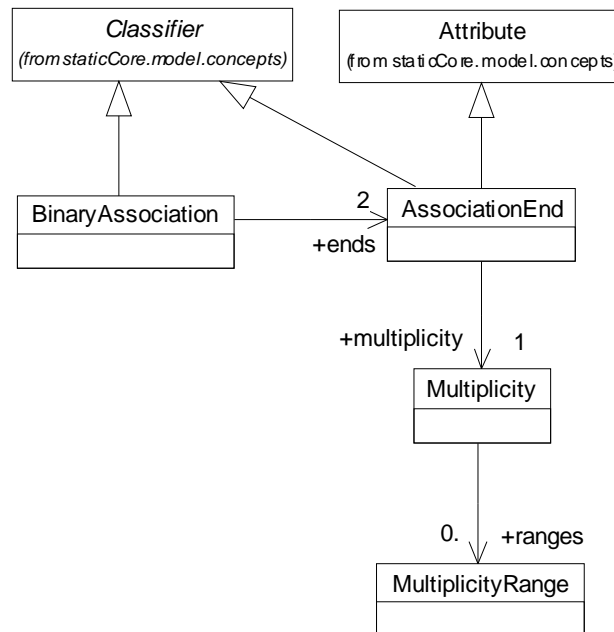 Classifier
(from staticCore.model.concepts)
Attribute
(from staticCore.model.concepts)
BinaryAssociation
2
+ends
AssociationEnd
+multiplicity
1
Multiplicity
0.
+ranges
MultiplicityRange